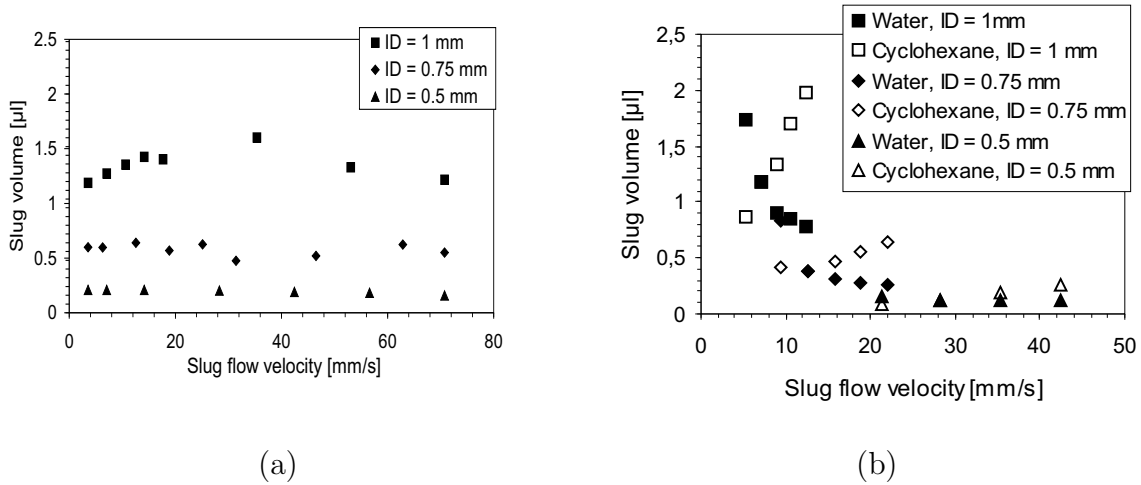 2.5
2
1.5
1
0.5
0
Slug volume [µl]
0 20 40 60 80
Slug flow velocity [mm/s]
ID = 1 mm
ID = 0.75 mm
ID = 0.5 mm
(a)
2,5
2
1,5
1
0,5
0
Slug volume [µl]
0 10 20 30 40 50
Slug flow velocity [mm/s]
Water, ID = 1mm
Cyclohexane, ID = 1 mm
Water, ID = 0.75 mm
Cyclohexane, ID = 0.75 mm
Water, ID = 0.5 mm
Cyclohexane, ID = 0.5 mm
(b)